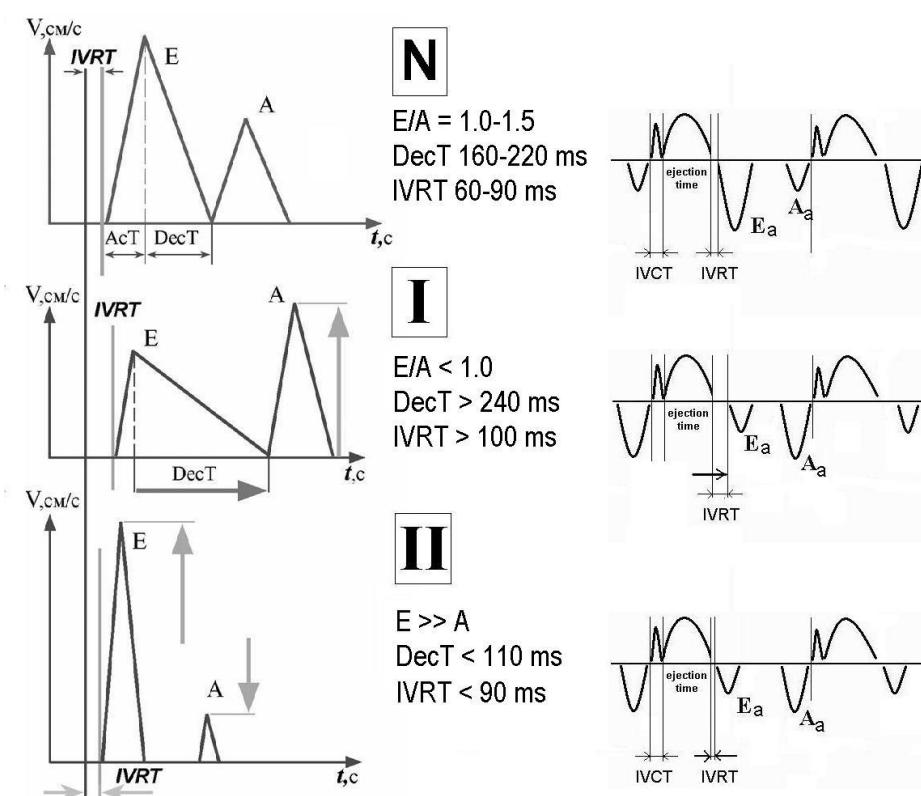 V,см/с
IVRT
E
A
AcT
DecT
t,с
N
E/A = 1.0-1.5
DecT 160-220 ms
IVRT 60-90 ms
ejection
time
Ea
Aa
IVCT
IVRT
V,см/с
IVRT
E
A
DecT
t,с
I
E/A < 1.0
DecT > 240 ms
IVRT > 100 ms
ejection
time
Ea
Aa
IVRT
V,см/с
E
A
IVRT
t,с
II
E >> A
DecT < 110 ms
IVRT < 90 ms
ejection
time
Ea
Aa
IVCT
IVRT